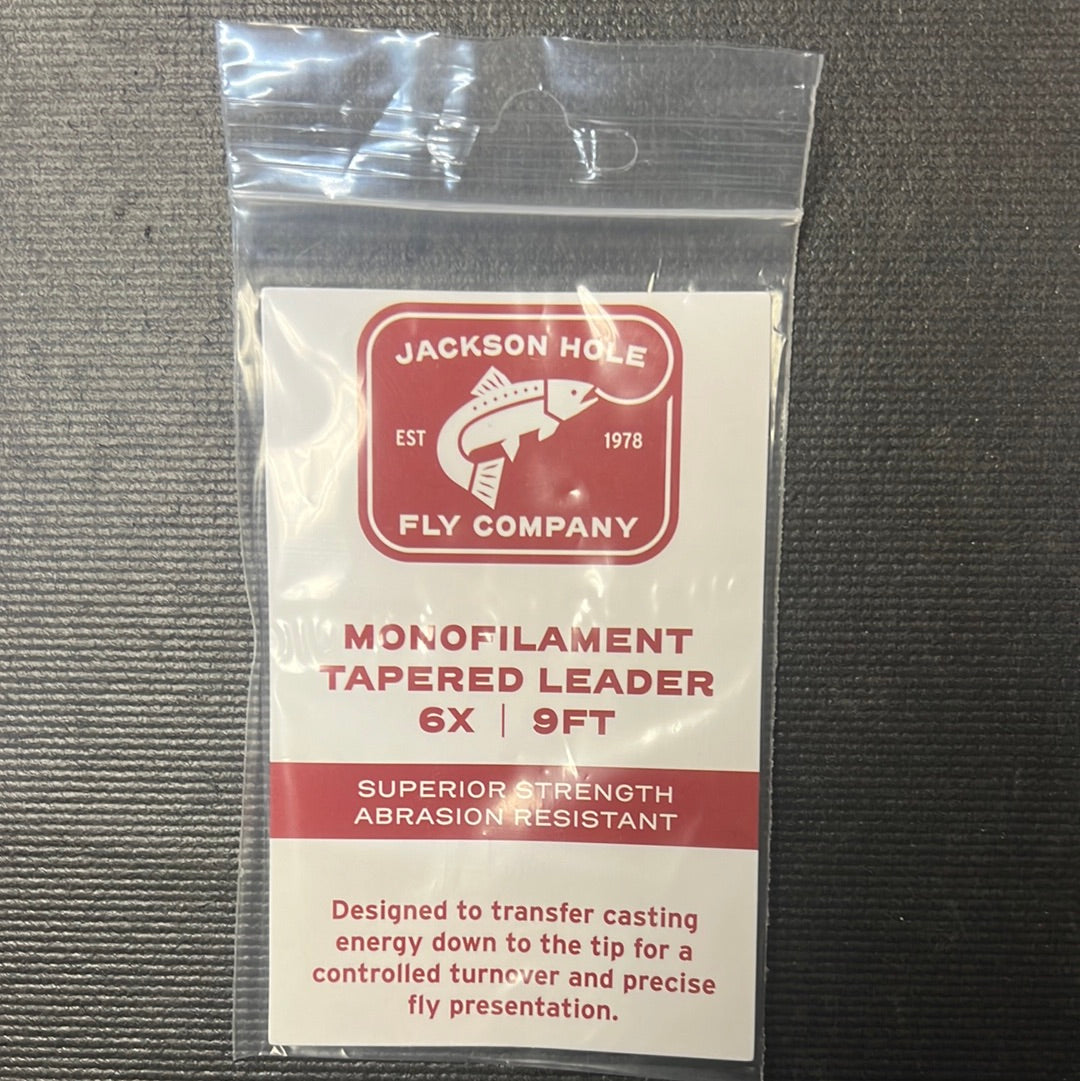 JACKSON HOLE
EST 1978
FLY COMPANY
MONOFILAMENT
TAPERED LEADER
6X | 9FT
SUPERIOR STRENGTH
ABRASION RESISTANT
Designed to transfer casting
energy down to the tip for a
controlled turnover and precise
fly presentation.